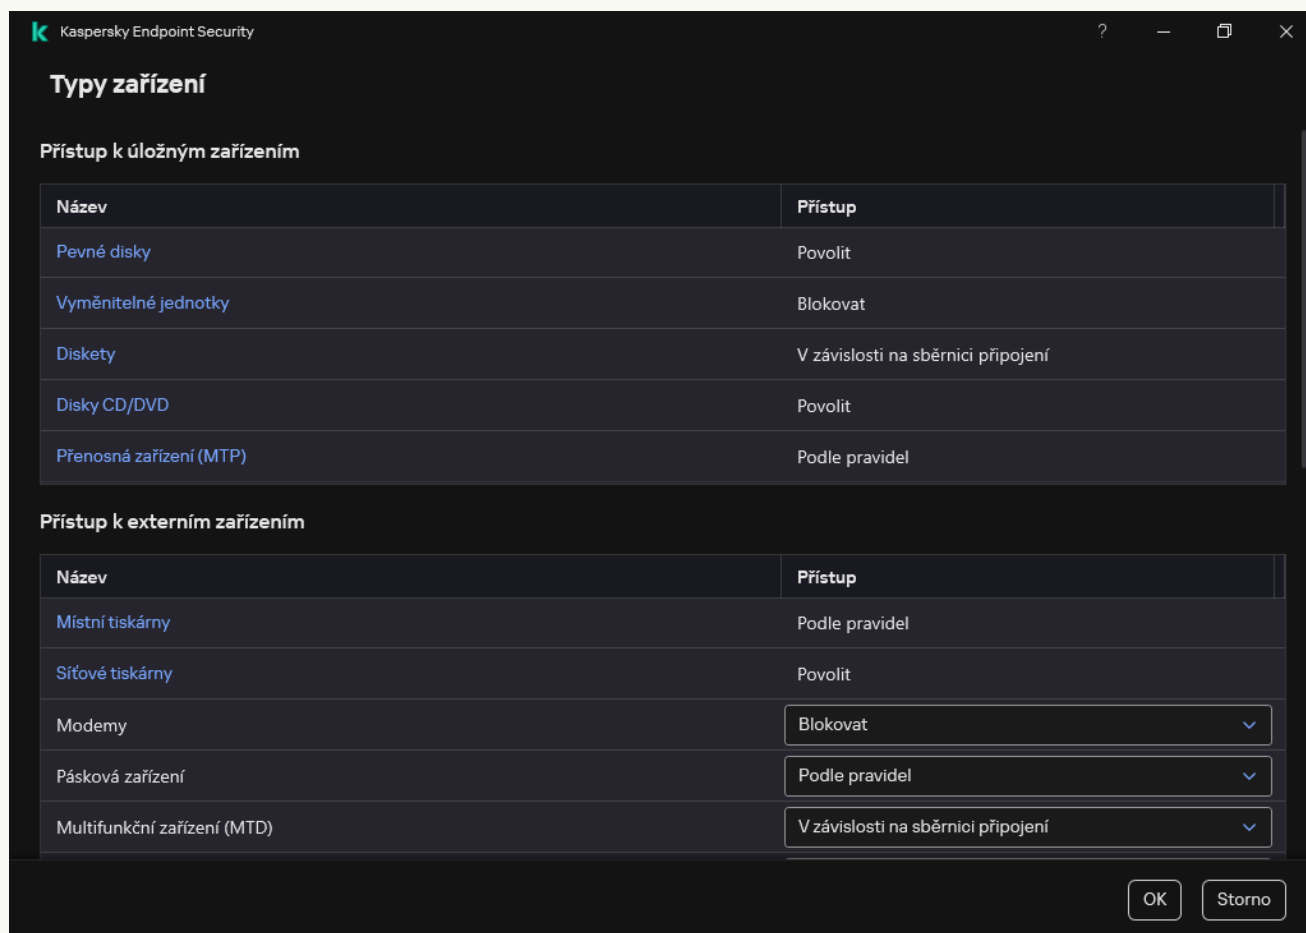 Kaspersky Endpoint Security
Typy zařízení
Přístup k úložným zařízením
Název Přístup
Pevné disky Povolit
Vyměnitelné jednotky Blokovat
Diskety V závislosti na sběrnici připojení
Disky CD/DVD Povolit
Přenosná zařízení (MTP) Podle pravidel
Přístup k externím zařízením
Název Přístup
Místní tiskárny Podle pravidel
Síťové tiskárny Povolit
Modemy Blokovat
Pásková zařízení Podle pravidel
Multifunkční zařízení (MTD) V závislosti na sběrnici připojení
OK Storno